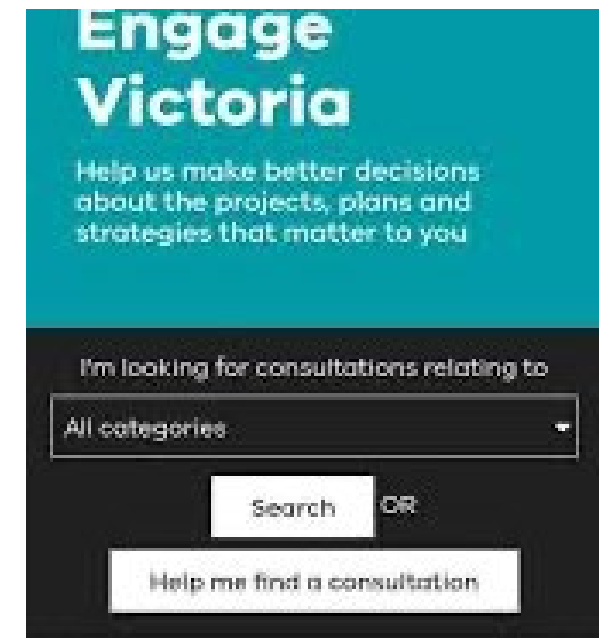 Engage
Victoria
Help us make better decisions
about the projects, plans and
strategies that matter to you
I'm looking for consultations relating to
All categories
Search OR
Help me find a consultation